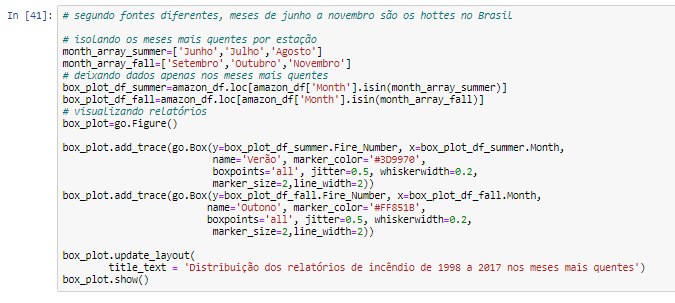 In [41]: # segundo fontes diferentes, meses de junho a novembro são os hottes no Brasil
# isolando os meses mais quentes por estação
month_array_summer=['Junho','Julho','Agosto']
month_array_fall=['Setembro','Outubro','Novembro']
# deixando dados apenas nos meses mais quentes
box_plot_df_summer=amazon_df.loc[amazon_df['Month'].isin(month_array_summer)]
box_plot_df_fall=amazon_df.loc[amazon_df['Month'].isin(month_array_fall)]
# visualizando relatórios
box_plot=go.Figure()
box_plot.add_trace(go.Box(y=box_plot_df_summer.Fire_Number, x=box_plot_df_summer.Month,
name='Verão', marker_color='#3D9970',
boxpoints='all', jitter=0.5, whiskerwidth=0.2,
marker_size=2,line_width=2))
box_plot.add_trace(go.Box(y=box_plot_df_fall.Fire_Number, x=box_plot_df_fall.Month,
name='Outono', marker_color='#FF851B',
boxpoints='all', jitter=0.5, whiskerwidth=0.2,
marker_size=2,line_width=2))
box_plot.update_layout(
title_text = 'Distribuição dos relatórios de incêndio de 1998 a 2017 nos meses mais quentes')
box_plot.show()